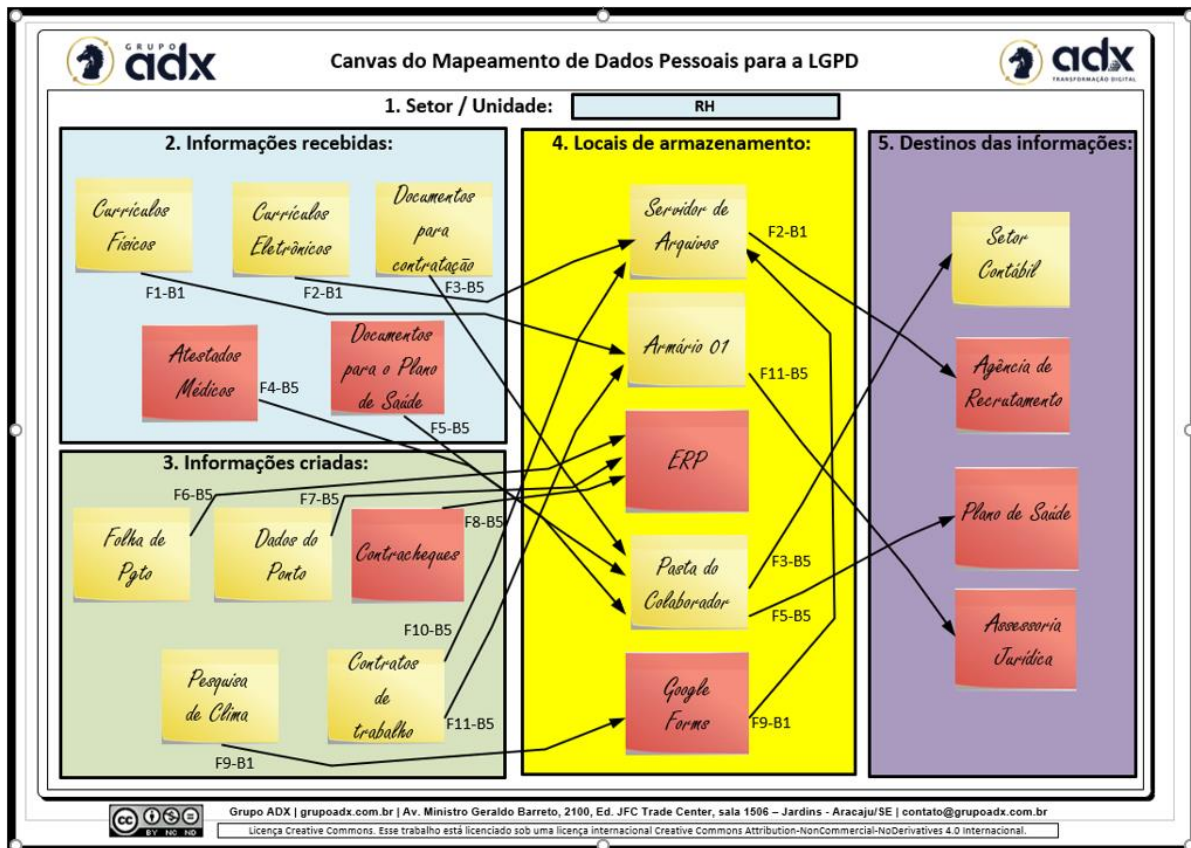 GRUPO
adx
Canvas do Mapeamento de Dados Pessoais para a LGPD
adx
TRANSFORMAÇÃO DIGITAL
1. Setor / Unidade:
RH
2. Informações recebidas:
Currículos
Físicos
Currículos
Eletrônicos
Documentos
para
contratação
F1-B1
F2-B1
F3-B5
Atestados
Médicos
F4-B5
Documentos
para o Plano
de Saúde
F5-B5
3. Informações criadas:
F6-B5
F7-B5
F8-B5
Folha de
Pgto
Dados do
Ponto
Contracheques
F10-B5
Pesquisa
de Clima
Contratos
de
trabalho
F11-B5
F9-B1
4. Locais de armazenamento:
Servidor de
Arquivos
F2-B1
Armário 01
F11-B5
ERP
Pasta do
Colaborador
F3-B5
F5-B5
Google
Forms
F9-B1
5. Destinos das informações:
Setor
Contábil
Agência de
Recrutamento
Plano de Saúde
Assessoria
Jurídica
cc
BY NC ND
Grupo ADX | grupoadx.com.br | Av. Ministro Geraldo Barreto, 2100, Ed. JFC Trade Center, sala 1506 – Jardins - Aracaju/SE | contato@grupoadx.com.br
Licença Creative Commons. Esse trabalho está licenciado sob uma licença internacional Creative Commons Attribution-NonCommercial-NoDerivatives 4.0 Internacional.